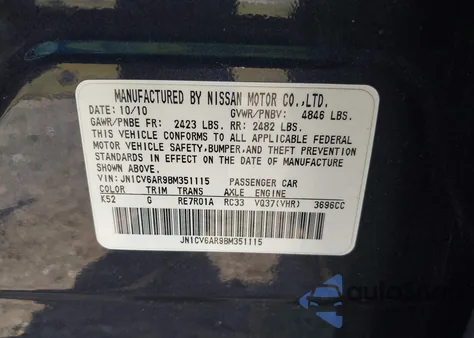 MANUFACTURED BY NISSAN MOTOR CO.,LTD.
DATE: 10/10 GVWR/PNBV: 4846 LBS.
GAWR/PNBE FR: 2423 LBS. RR: 2482 LBS.
THIS VEHICLE CONFORMS TO ALL APPLICABLE FEDERAL
MOTOR VEHICLE SAFETY,BUMPER,AND THEFT PREVENTION
STANDARDS IN EFFECT ON THE DATE OF MANUFACTURE
SHOWN ABOVE.
VIN: JN1CV6AR9BM351115 PASSENGER CAR
COLOR TRIM TRANS AXLE ENGINE
K52 G RE7R01A RC33 VQ37(VHR) 3696CC
JN1CV6AR9BM351115